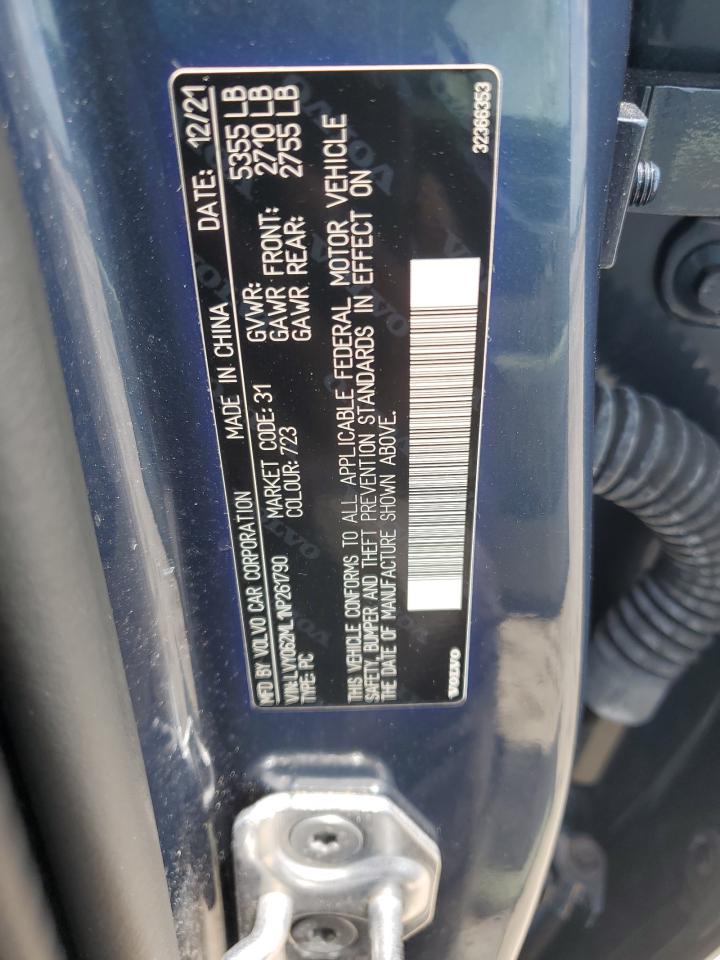 MFD BY VOLVO CAR CORPORATION MADE IN CHINA DATE: 12/21
VIN: LVY062ML1NP261790 MARKET CODE: 31 GVWR: 5355 LB
TYPE: PC COLOUR: 723 GAWR FRONT: 2710 LB
GAWR REAR: 2755 LB
THIS VEHICLE CONFORMS TO ALL APPLICABLE FEDERAL MOTOR VEHICLE
SAFETY, BUMPER AND THEFT PREVENTION STANDARDS IN EFFECT ON
THE DATE OF MANUFACTURE SHOWN ABOVE.
VOLVO
32366353